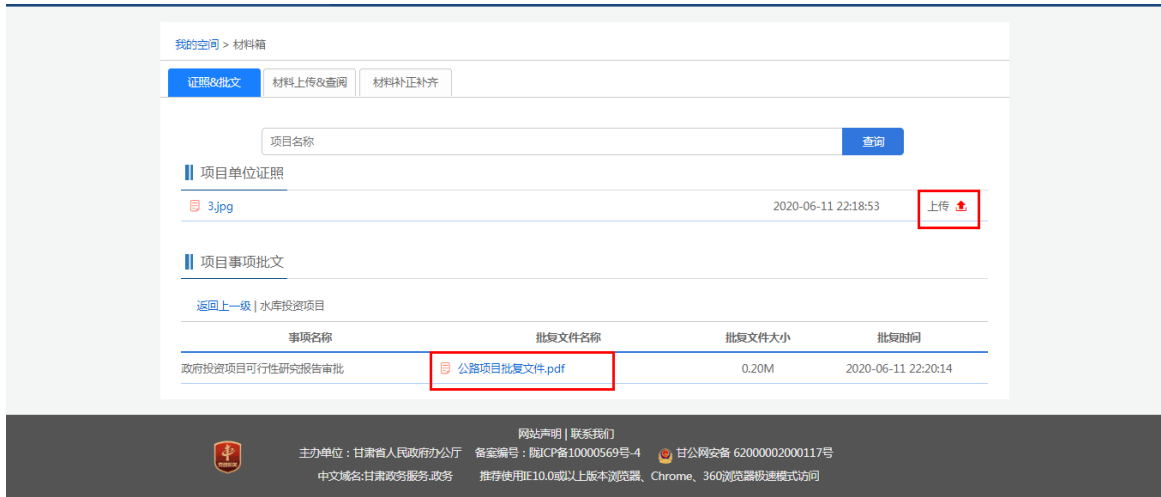 我的空间 > 材料箱
证照&批文 材料上传&查阅 材料补正补齐
项目名称 查询
项目单位证照
3.jpg 2020-06-11 22:18:53 上传
项目事项批文
返回上一级 | 水库投资项目
事项名称 批复文件名称 批复文件大小 批复时间
政府投资项目可行性研究报告审批 公路项目批复文件.pdf 0.20M 2020-06-11 22:20:14
网站声明 | 联系我们
主办单位：甘肃省人民政府办公厅 备案编号：陇ICP备10000569号-4 甘公网安备 62000002000117号
中文域名:甘肃政务服务.政务 推荐使用IE10.0或以上版本浏览器、Chrome、360浏览器极速模式访问